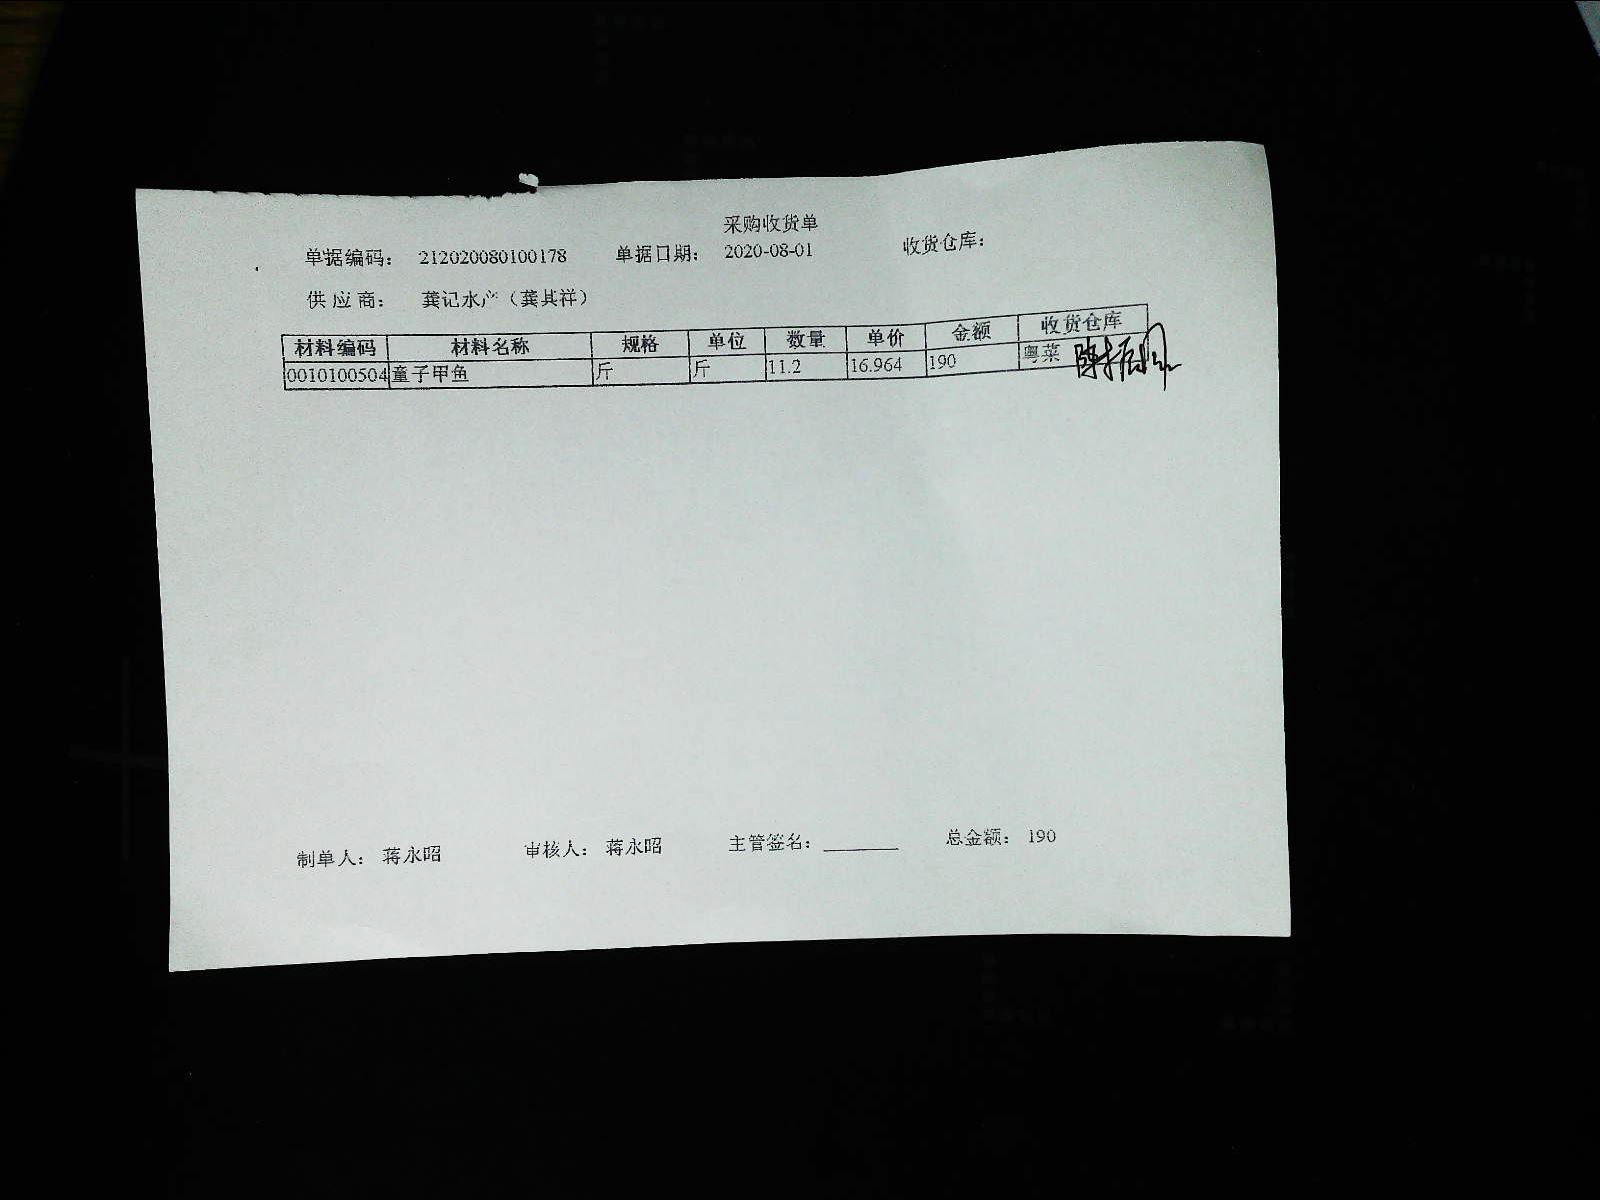 采购收货单
单据编码： 212020080100178 单据日期： 2020-08-01 收货仓库：
供应商： 龚记水产（龚其祥）
材料编码 材料名称 规格 单位 数量 单价 金额 收货仓库
0010100504 童子甲鱼 斤 斤 11.2 16.964 190 粤菜
制单人： 蒋永昭 审核人： 蒋永昭 主管签名： 总金额： 190